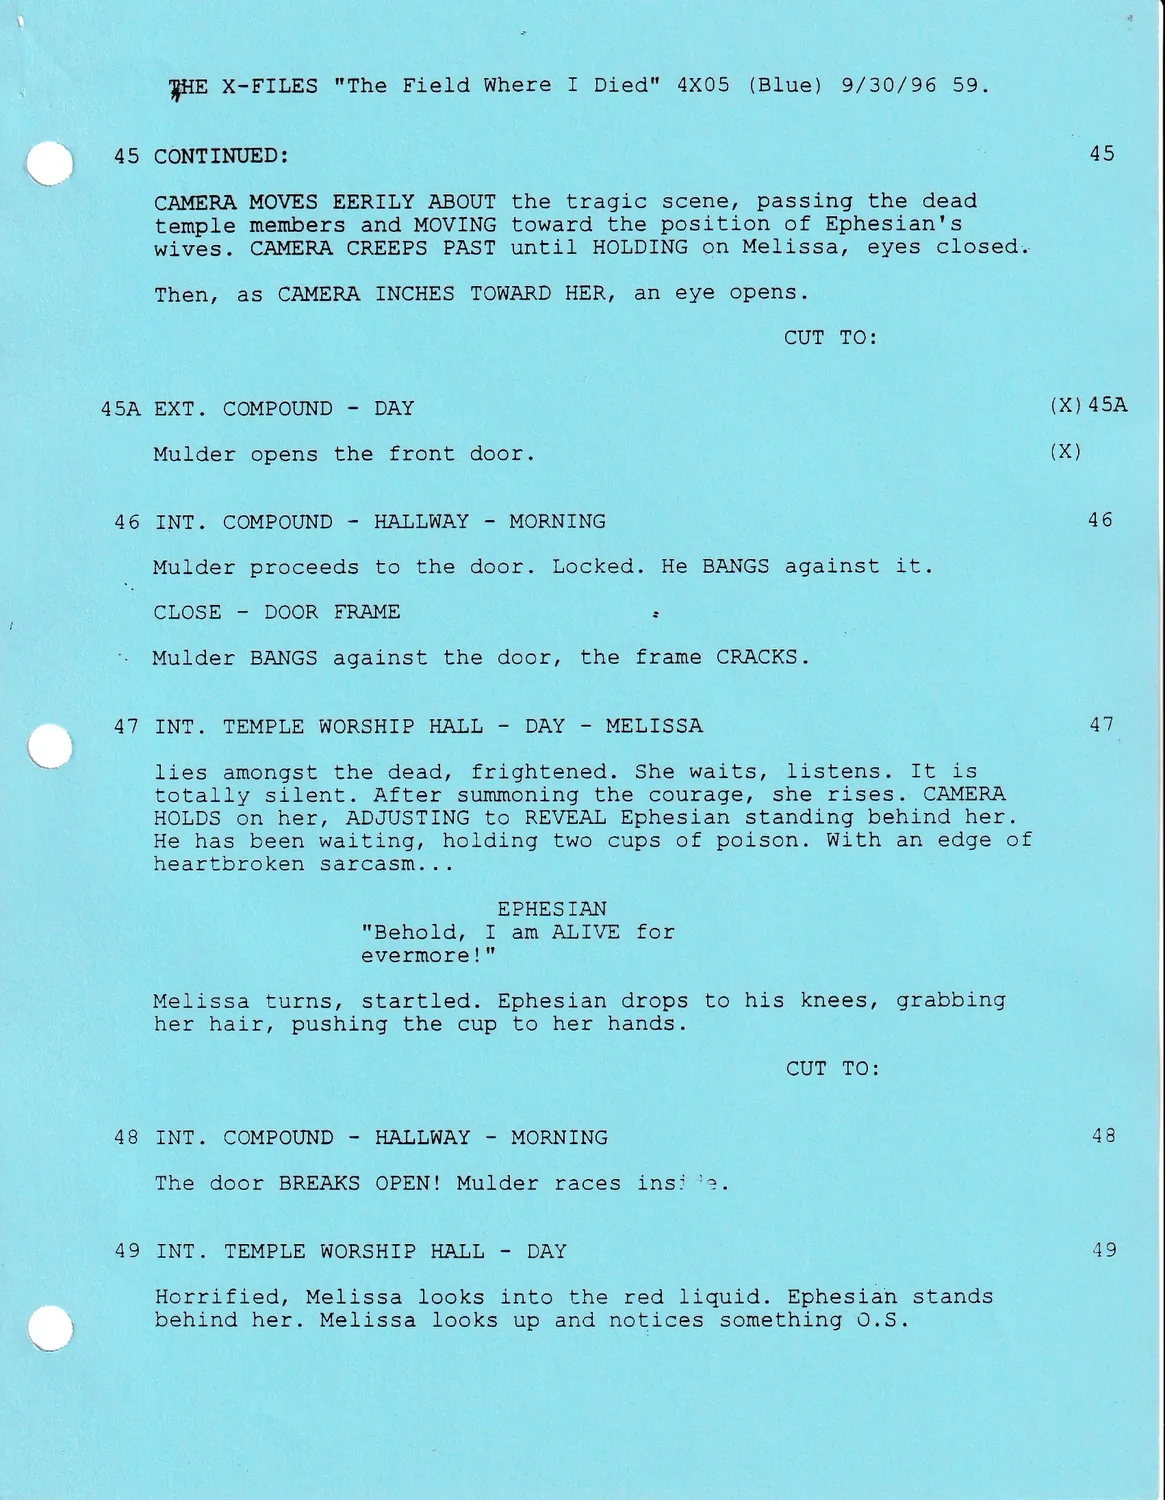 THE X-FILES "The Field Where I Died" 4X05 (Blue) 9/30/96 59.
45 CONTINUED: 45
CAMERA MOVES EERILY ABOUT the tragic scene, passing the dead
temple members and MOVING toward the position of Ephesian's
wives. CAMERA CREEPS PAST until HOLDING on Melissa, eyes closed.
Then, as CAMERA INCHES TOWARD HER, an eye opens.
CUT TO:
45A EXT. COMPOUND - DAY (X) 45A
Mulder opens the front door. (X)
46 INT. COMPOUND - HALLWAY - MORNING 46
Mulder proceeds to the door. Locked. He BANGS against it.
CLOSE - DOOR FRAME
Mulder BANGS against the door, the frame CRACKS.
47 INT. TEMPLE WORSHIP HALL - DAY - MELISSA 47
lies amongst the dead, frightened. She waits, listens. It is
totally silent. After summoning the courage, she rises. CAMERA
HOLDS on her, ADJUSTING to REVEAL Ephesian standing behind her.
He has been waiting, holding two cups of poison. With an edge of
heartbroken sarcasm...
EPHESIAN
"Behold, I am ALIVE for
evermore!"
Melissa turns, startled. Ephesian drops to his knees, grabbing
her hair, pushing the cup to her hands.
CUT TO:
48 INT. COMPOUND - HALLWAY - MORNING 48
The door BREAKS OPEN! Mulder races inside.
49 INT. TEMPLE WORSHIP HALL - DAY 49
Horrified, Melissa looks into the red liquid. Ephesian stands
behind her. Melissa looks up and notices something O.S.